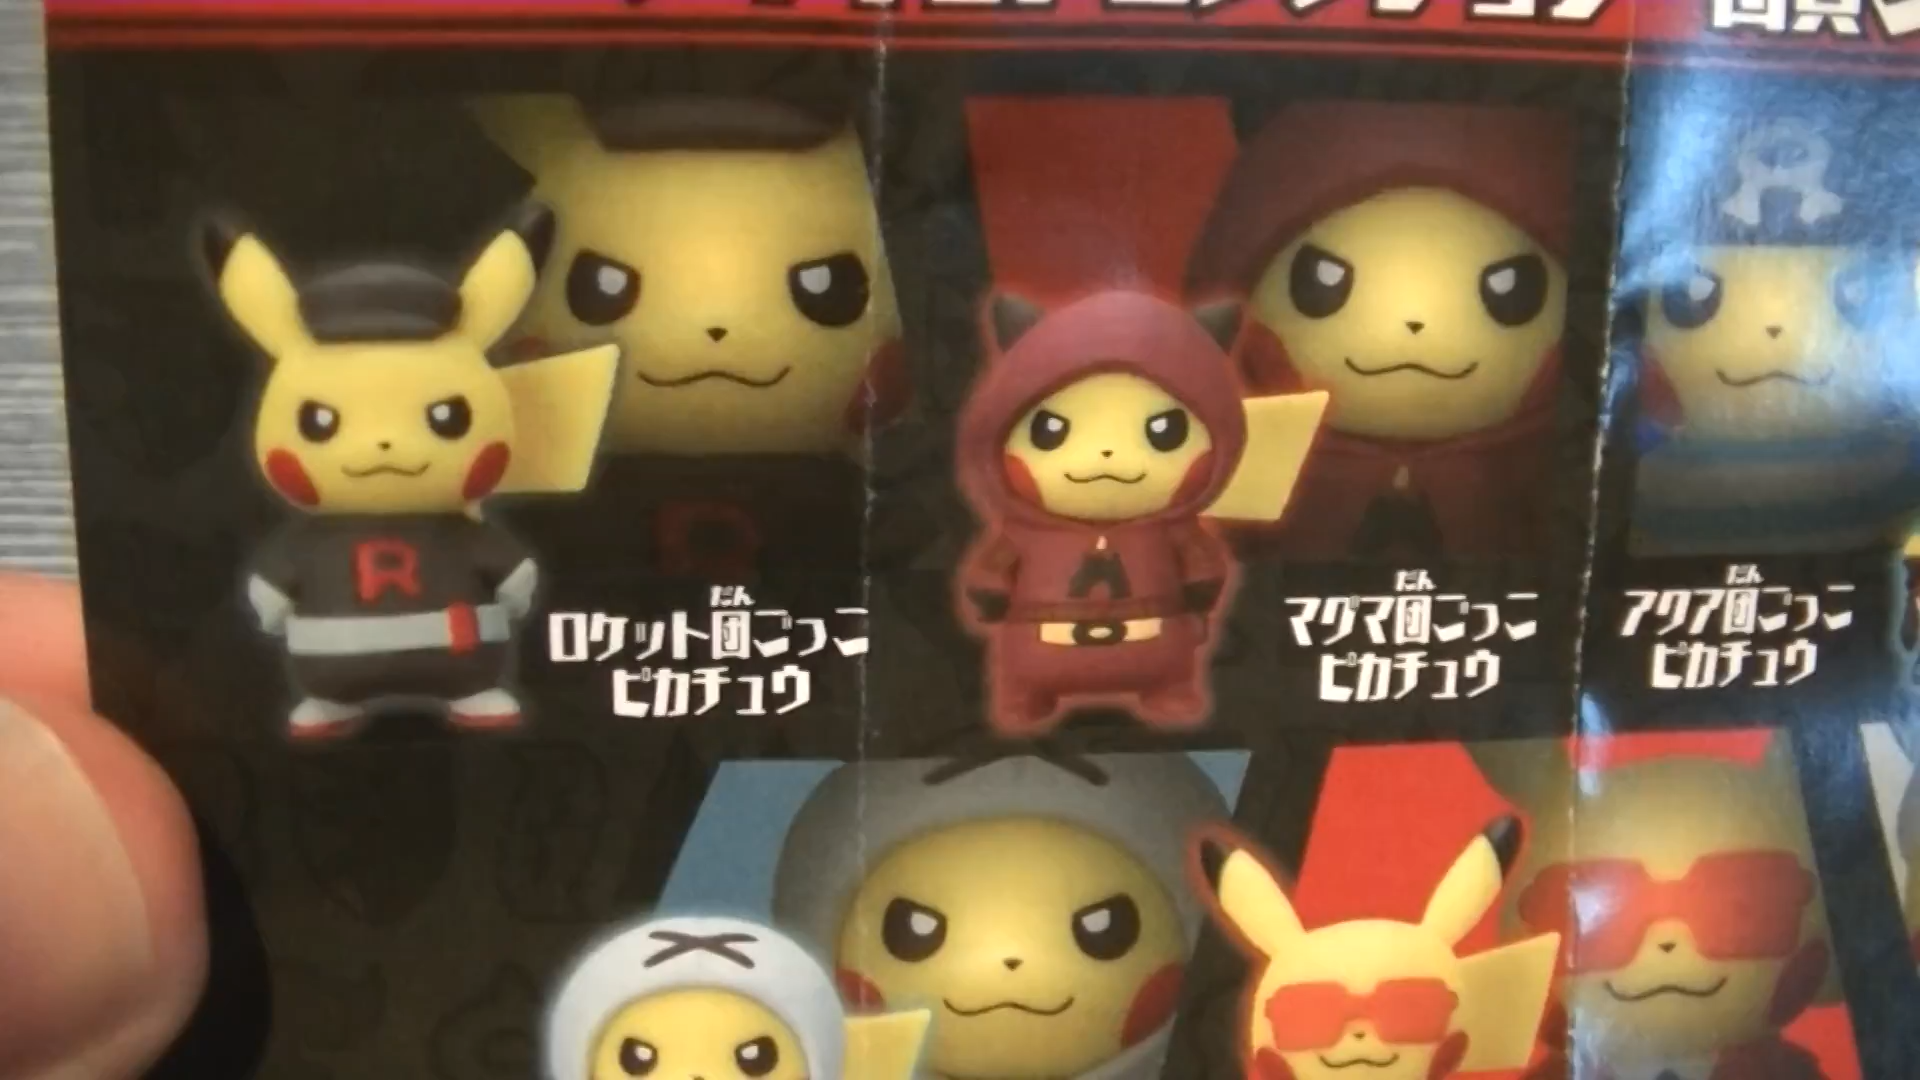 だん
ロケット団ごっこ
ピカチュウ
だん
マグマ団ごっこ
ピカチュウ
だん
アクア団ごっこ
ピカチュウ
R